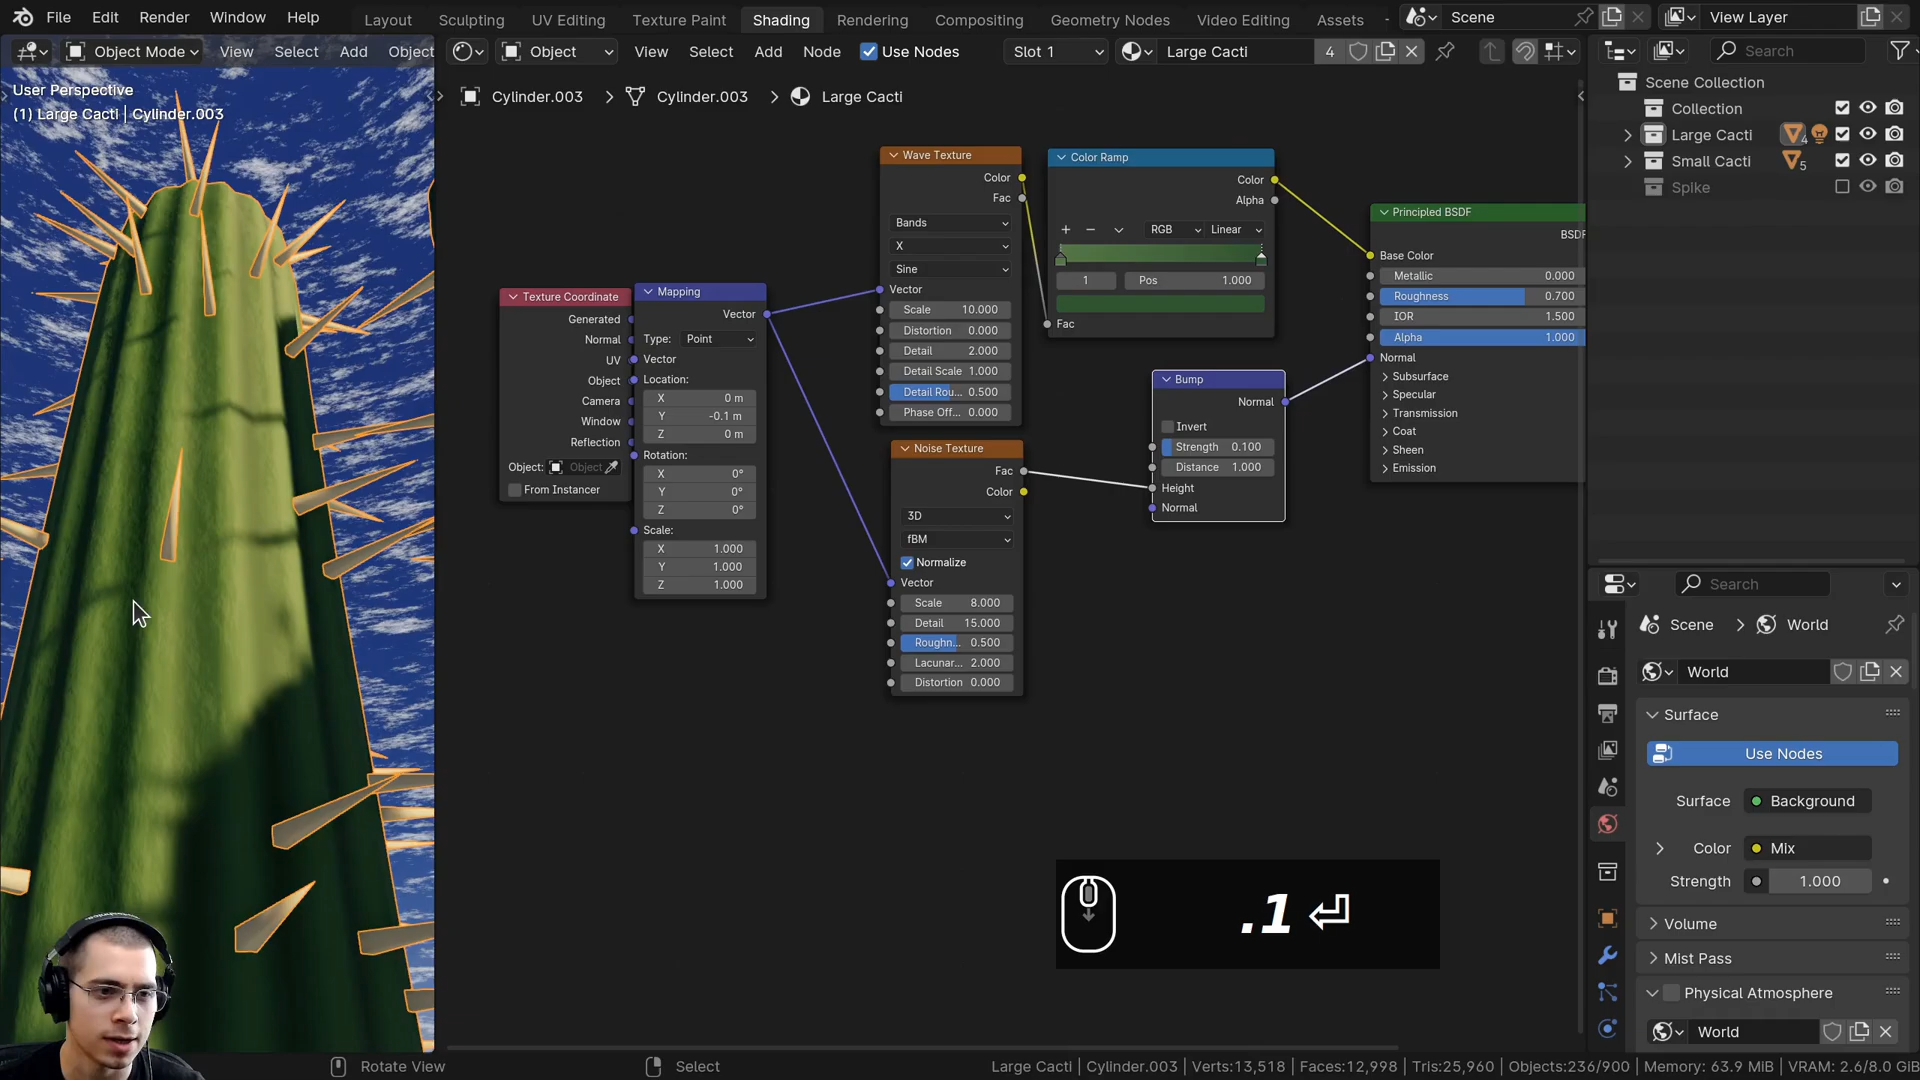 File Edit Render Window Help Layout Sculpting UV Editing Texture Paint Shading Rendering Compositing Geometry Nodes Video Editing Assets Scene View Layer
Object Mode View Select Add Object Object View Select Add Node Use Nodes Slot 1 Large Cacti 4 Search
User Perspective
(1) Large Cacti | Cylinder.003
Cylinder.003 > Cylinder.003 > Large Cacti
Scene Collection
Collection
Large Cacti 4
Small Cacti 5
Spike
Texture Coordinate
Generated
Normal
UV
Object
Camera
Window
Reflection
Object: Object
From Instancer
Mapping
Vector
Type: Point
Vector
Location:
X 0 m
Y -0.1 m
Z 0 m
Rotation:
X 0°
Y 0°
Z 0°
Scale:
X 1.000
Y 1.000
Z 1.000
Wave Texture
Color
Fac
Bands
X
Sine
Vector
Scale 10.000
Distortion 0.000
Detail 2.000
Detail Scale 1.000
Detail Rou... 0.500
Phase Off... 0.000
Noise Texture
Fac
Color
3D
fBM
Normalize
Vector
Scale 8.000
Detail 15.000
Roughn... 0.500
Lacunar... 2.000
Distortion 0.000
Color Ramp
Color
Alpha
+ − RGB Linear
1 Pos 1.000
Fac
Bump
Normal
Invert
Strength 0.100
Distance 1.000
Height
Normal
Principled BSDF
BSDF
Base Color
Metallic 0.000
Roughness 0.700
IOR 1.500
Alpha 1.000
Normal
Subsurface
Specular
Transmission
Coat
Sheen
Emission
Search
Scene > World
World
Surface
Use Nodes
Surface Background
Color Mix
Strength 1.000
Volume
Mist Pass
Physical Atmosphere
World
.1 ⏎
Rotate View Select Large Cacti | Cylinder.003 | Verts:13,518 | Faces:12,998 | Tris:25,960 | Objects:236/900 | Memory: 63.9 MiB | VRAM: 2.6/8.0 GiB